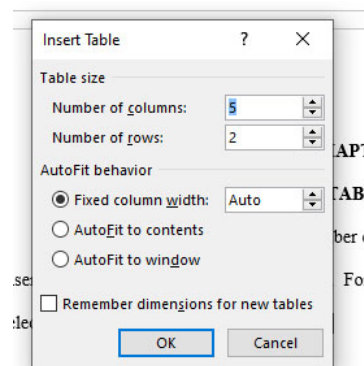 Insert Table ?
Table size
Number of columns: 5
Number of rows: 2
AutoFit behavior
Fixed column width: Auto
AutoFit to contents
AutoFit to window
Remember dimensions for new tables
OK Cancel